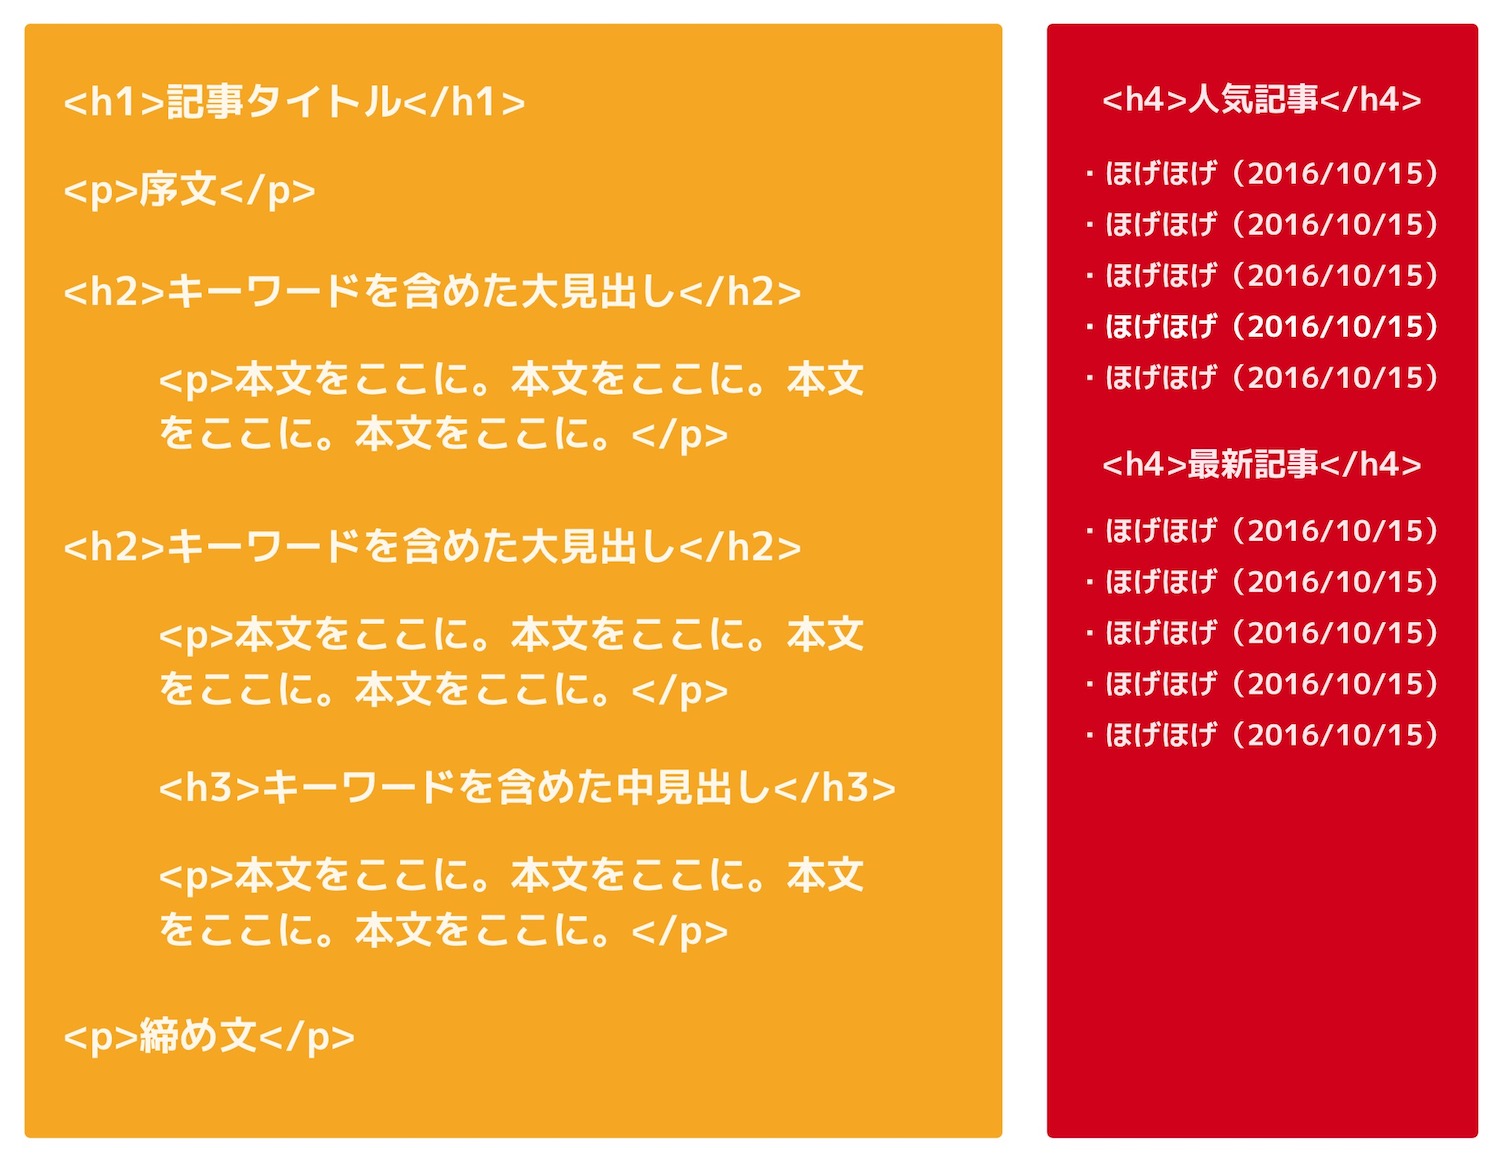 <h1>記事タイトル</h1>
<p>序文</p>
<h2>キーワードを含めた大見出し</h2>
<p>本文をここに。本文をここに。本文
をここに。本文をここに。</p>
<h2>キーワードを含めた大見出し</h2>
<p>本文をここに。本文をここに。本文
をここに。本文をここに。</p>
<h3>キーワードを含めた中見出し</h3>
<p>本文をここに。本文をここに。本文
をここに。本文をここに。</p>
<p>締め文</p>
<h4>人気記事</h4>
・ほげほげ（2016/10/15）
・ほげほげ（2016/10/15）
・ほげほげ（2016/10/15）
・ほげほげ（2016/10/15）
・ほげほげ（2016/10/15）
<h4>最新記事</h4>
・ほげほげ（2016/10/15）
・ほげほげ（2016/10/15）
・ほげほげ（2016/10/15）
・ほげほげ（2016/10/15）
・ほげほげ（2016/10/15）